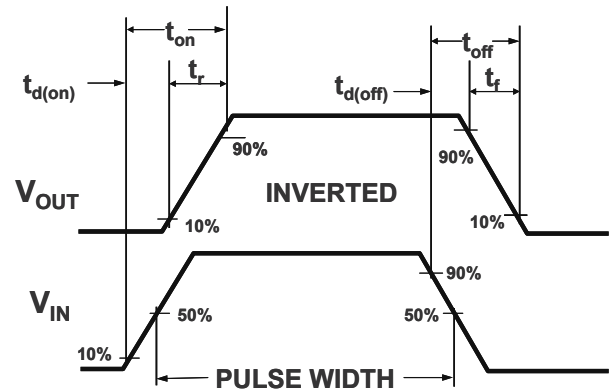 t_on
t_off
t_d(on)
t_r
t_d(off)
t_f
90%
90%
V_OUT
INVERTED
10%
10%
90%
V_IN
50%
50%
10%
PULSE WIDTH